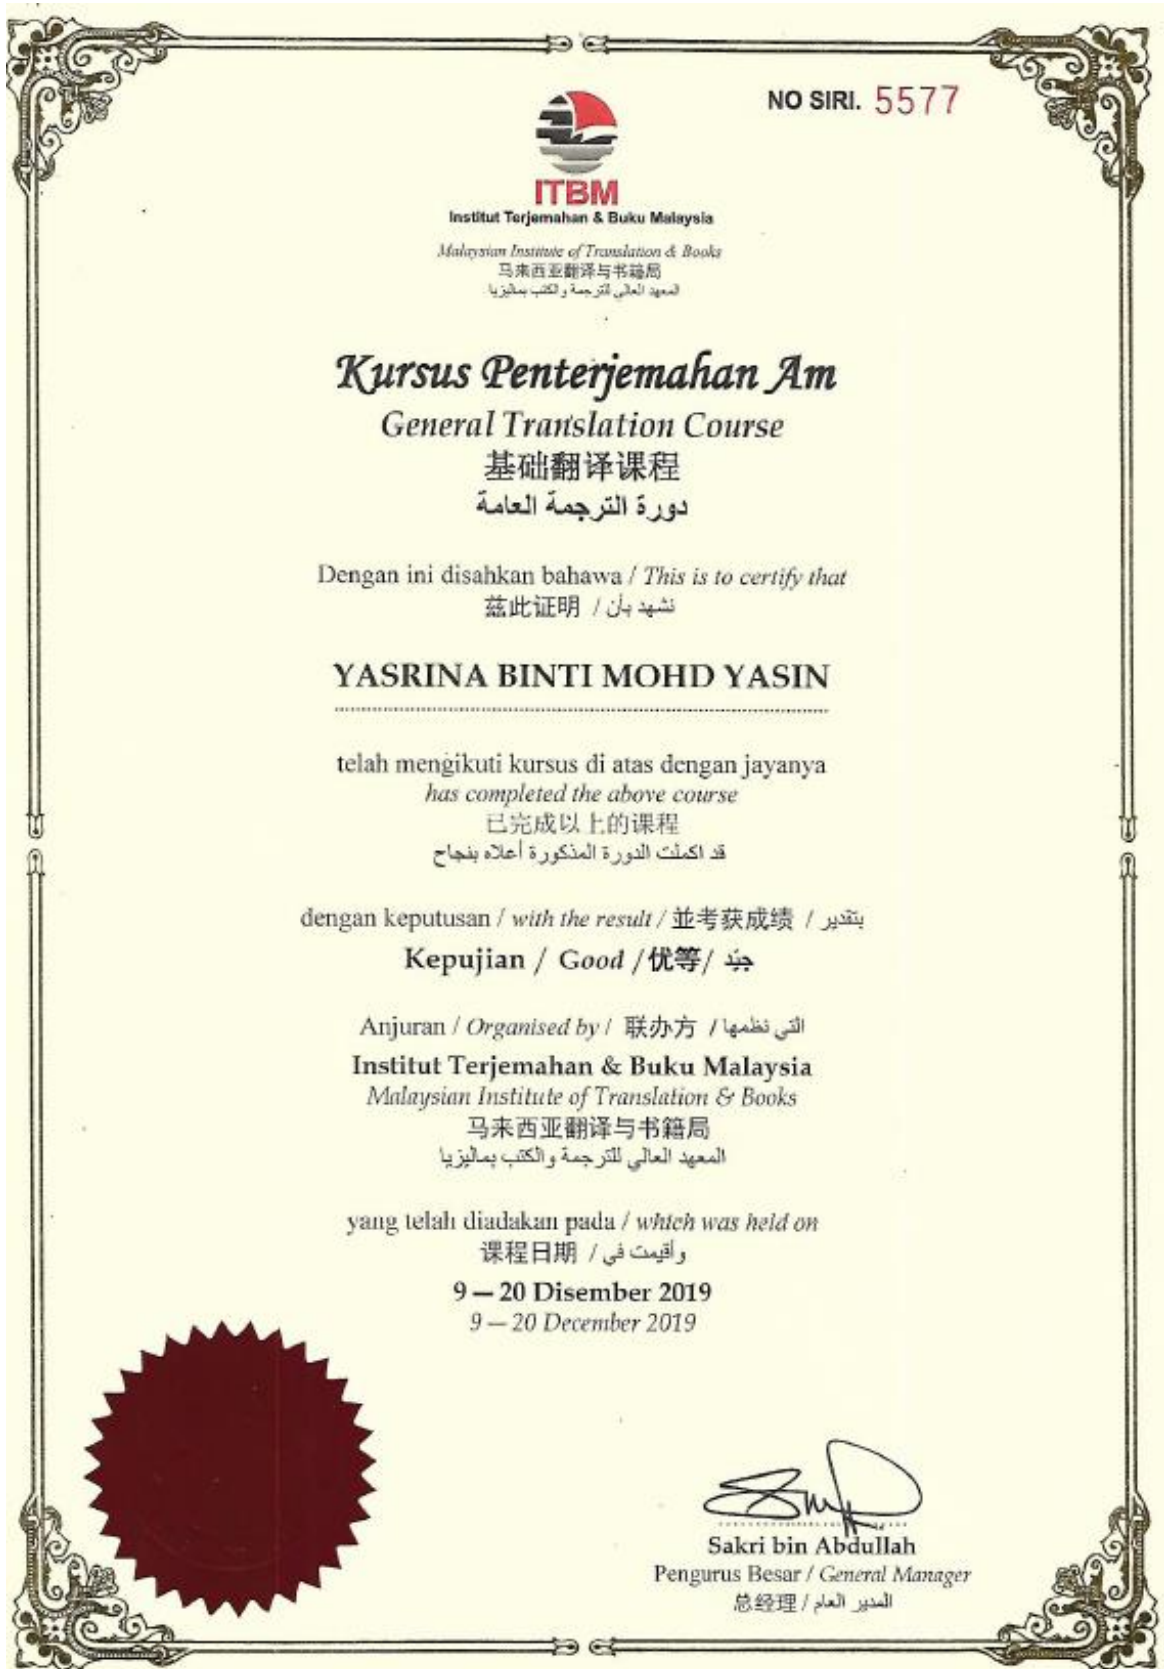 NO SIRI. 5577
ITBM
Institut Terjemahan & Buku Malaysia
Malaysian Institute of Translation & Books
马来西亚翻译与书籍局
المعهد العالي للترجمة والكتب بماليزيا
Kursus Penterjemahan Am
General Translation Course
基础翻译课程
دورة الترجمة العامة
Dengan ini disahkan bahawa / This is to certify that
兹此证明 / نشهد بأن
YASRINA BINTI MOHD YASIN
telah mengikuti kursus di atas dengan jayanya
has completed the above course
已完成以上的课程
قد اكملت الدورة المذكورة أعلاه بنجاح
dengan keputusan / with the result / 並考获成绩 / بتقدير
Kepujian / Good / 优等 / جيّد
Anjuran / Organised by / 联办方 / التي نظمها
Institut Terjemahan & Buku Malaysia
Malaysian Institute of Translation & Books
马来西亚翻译与书籍局
المعهد العالي للترجمة والكتب بماليزيا
yang telah diadakan pada / which was held on
课程日期 / وأقيمت في
9 — 20 Disember 2019
9 — 20 December 2019
Sakri bin Abdullah
Pengurus Besar / General Manager
总经理 / المدير العام